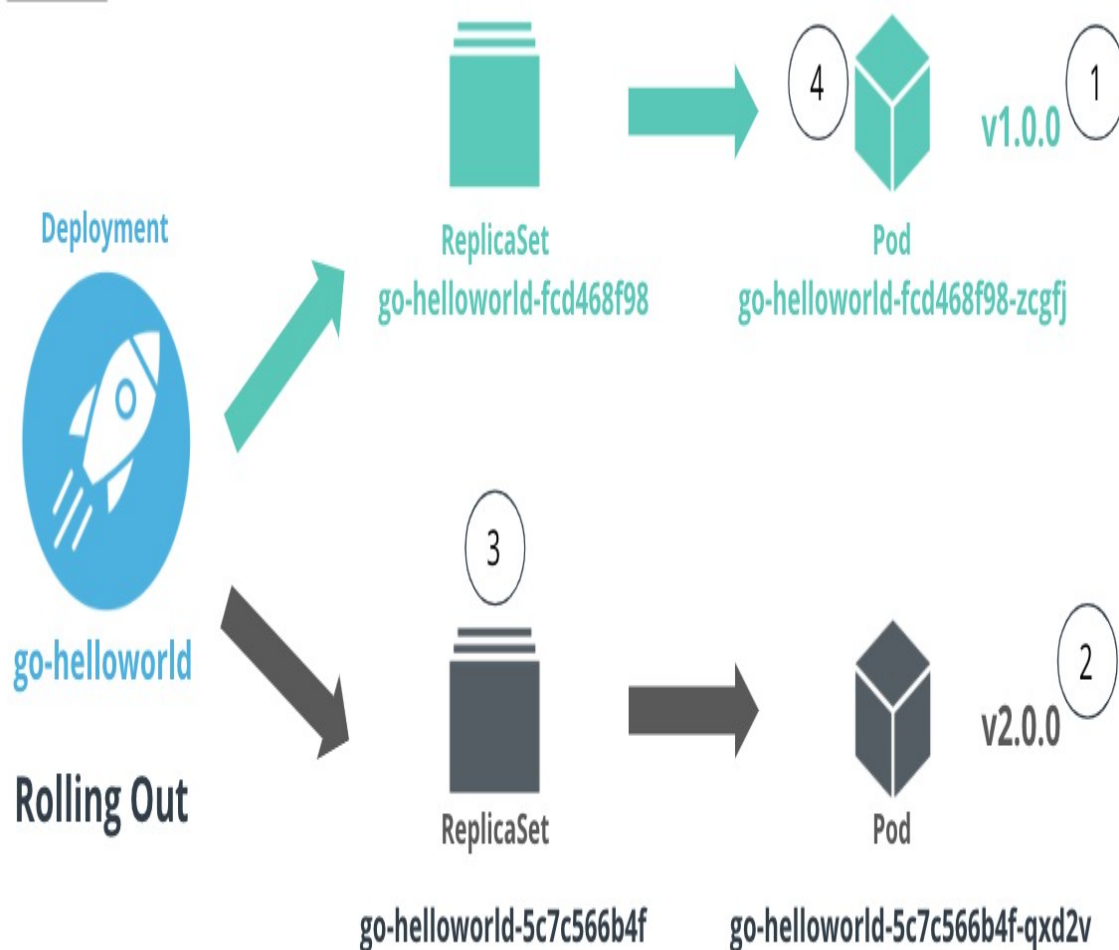 4
1
v1.0.0
Deployment
ReplicaSet
Pod
go-helloworld-fcd468f98
go-helloworld-fcd468f98-zcgfj
3
2
go-helloworld
v2.0.0
Rolling Out
ReplicaSet
Pod
go-helloworld-5c7c566b4f
go-helloworld-5c7c566b4f-qxd2v